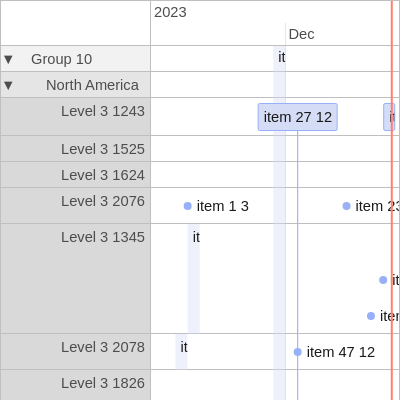 2023
Dec
▼ Group 10 it
▼ North America
Level 3 1243 item 27 12 it
Level 3 1525
Level 3 1624
Level 3 2076 item 1 3 item 23
Level 3 1345 it
it
iter
Level 3 2078 it item 47 12
Level 3 1826